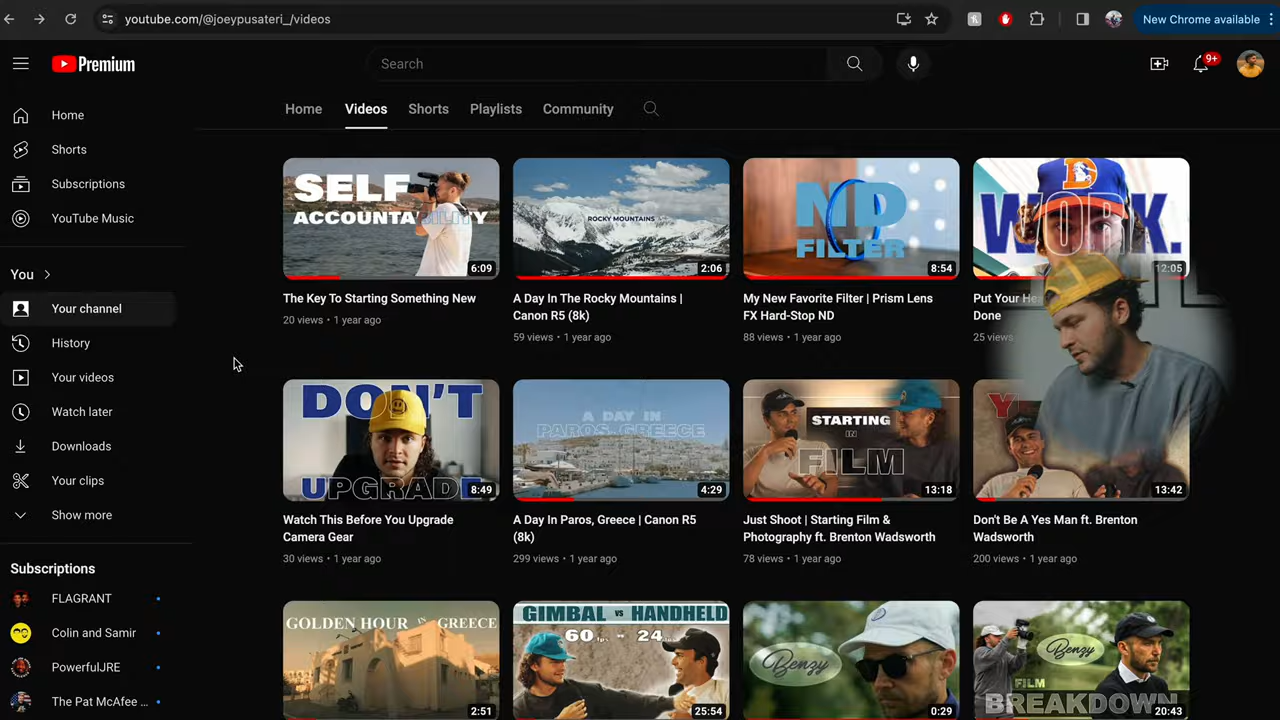 youtube.com/@joeypusateri_/videos
New Chrome available
Premium
Search
9+
Home
Shorts
Subscriptions
YouTube Music
You
Your channel
History
Your videos
Watch later
Downloads
Your clips
Show more
Subscriptions
FLAGRANT
Colin and Samir
PowerfulJRE
The Pat McAfee ...
Home Videos Shorts Playlists Community
SELF
6:09
The Key To Starting Something New
20 views • 1 year ago
ROCKY MOUNTAINS
2:06
A Day In The Rocky Mountains |
Canon R5 (8k)
59 views • 1 year ago
ND
FILTER
8:54
My New Favorite Filter | Prism Lens
FX Hard-Stop ND
88 views • 1 year ago
WORK.
12:05
Put Your
Done
25 views
DON'T
UPGRADE
8:49
Watch This Before You Upgrade
Camera Gear
30 views • 1 year ago
A DAY IN
PAROS, GREECE
4:29
A Day In Paros, Greece | Canon R5
(8k)
299 views • 1 year ago
STARTING
IN
FILM
13:18
Just Shoot | Starting Film &
Photography ft. Brenton Wadsworth
78 views • 1 year ago
Y
13:42
Don't Be A Yes Man ft. Brenton
Wadsworth
200 views • 1 year ago
GOLDEN HOUR GREECE
2:51
GIMBAL vs HANDHELD
60 fps - 24
25:54
Benzy
0:29
Benzy
FILM
BREAKDOWN
20:43